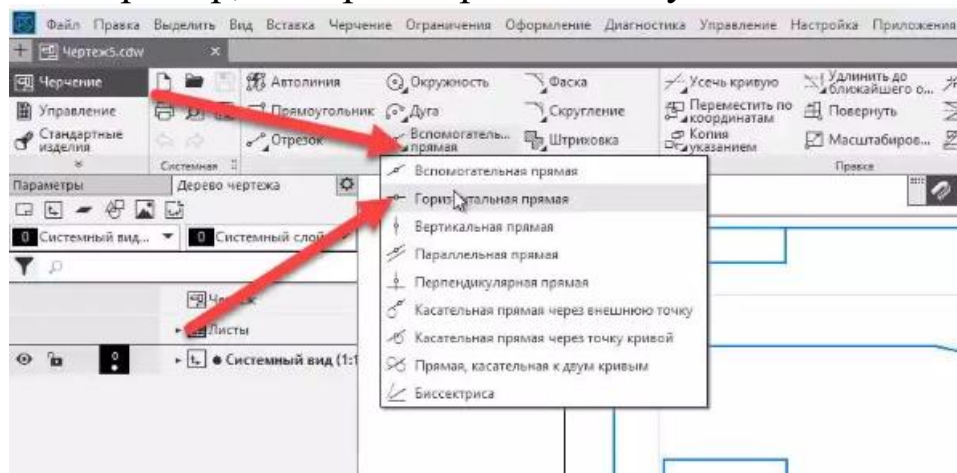 Файл Правка Выделить Вид Вставка Черчение Ограничения Оформление Диагностика Управление Настройка Приложения
Чертеж5.cdw
Черчение Автолиния Окружность Фаска Усечь кривую Удлинить до ближайшего о...
Управление Прямоугольник Дуга Скругление Переместить по координатам Повернуть
Стандартные изделия Отрезок Вспомогатель... прямая Штриховка Копия указанием Масштабиров...
Системная Правка
Параметры Дерево чертежа
0 Системный вид... 0 Системный слой
Листы
0 Системный вид (1:1
Вспомогательная прямая
Горизонтальная прямая
Вертикальная прямая
Параллельная прямая
Перпендикулярная прямая
Касательная прямая через внешнюю точку
Касательная прямая через точку кривой
Прямая, касательная к двум кривым
Биссектриса